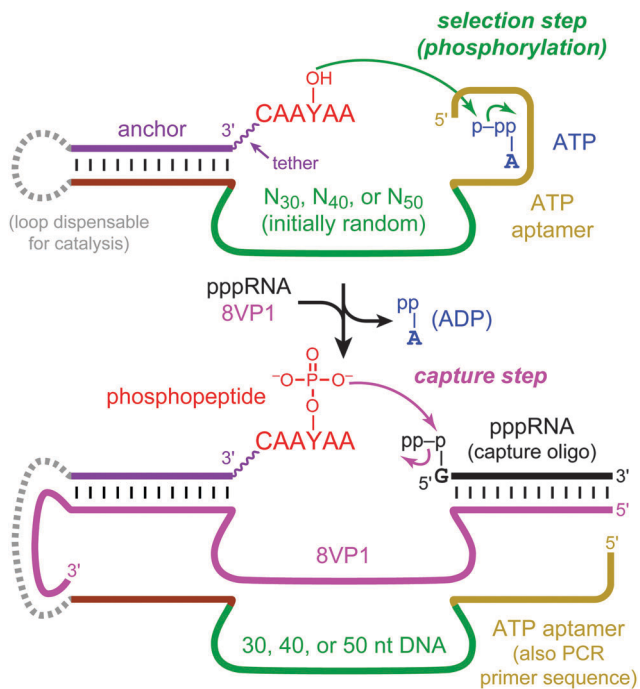 selection step
(phosphorylation)
OH
CAAYAA
5'
p–pp
A
ATP
anchor
3'
tether
(loop dispensable
for catalysis)
N30, N40, or N50
(initially random)
ATP
aptamer
pppRNA
8VP1
pp
A
(ADP)
O
–O–P–O–
O
phosphopeptide
capture step
CAAYAA
pp–p
G
5'
pppRNA
(capture oligo)
3'
3'
5'
8VP1
3'
5'
30, 40, or 50 nt DNA
ATP aptamer
(also PCR
primer sequence)